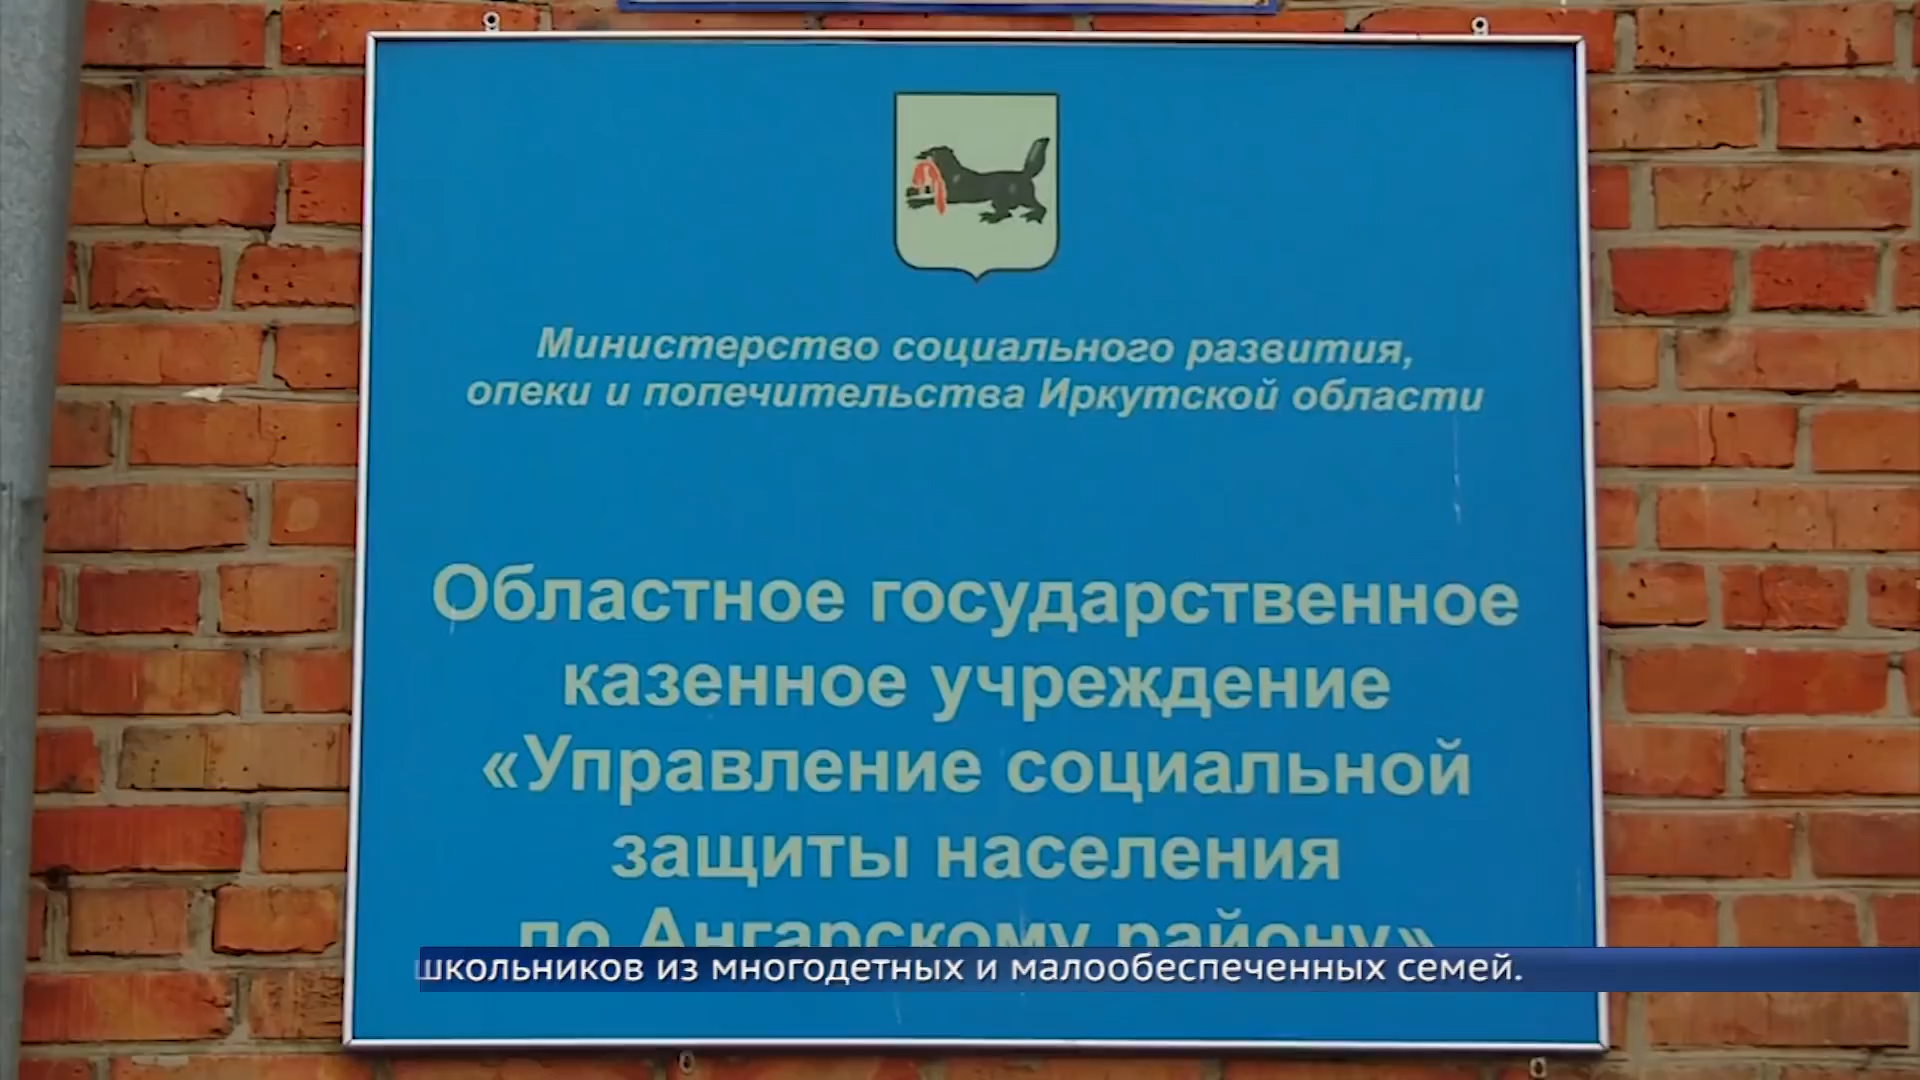 Министерство социального развития,
опеки и попечительства Иркутской области
Областное государственное
казенное учреждение
«Управление социальной
защиты населения
по Ангарскому району»
школьников из многодетных и малообеспеченных семей.